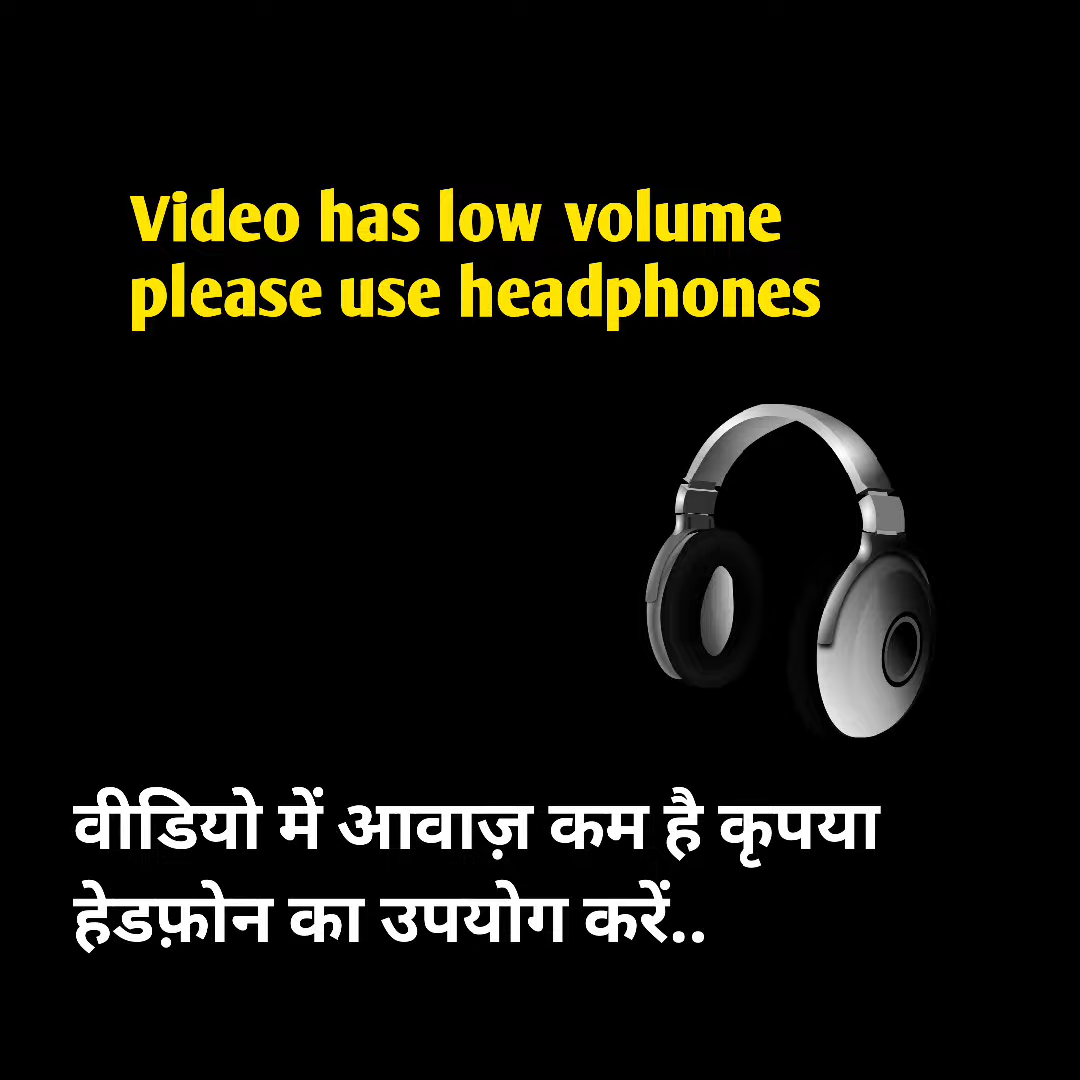 Video has low volume
please use headphones
वीडियो में आवाज़ कम है कृपया
हेडफ़ोन का उपयोग करें..